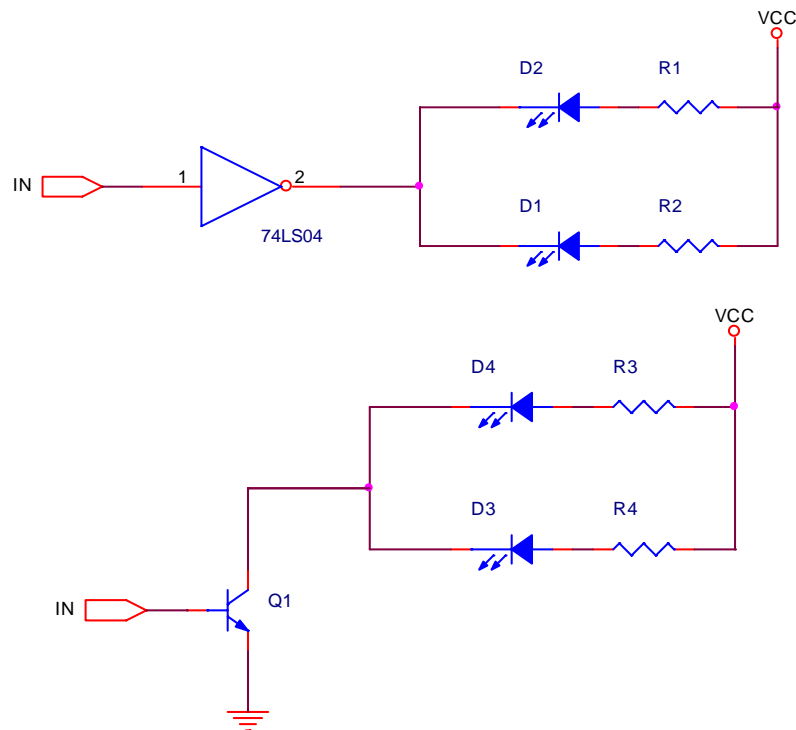 VCC
D2 R1
IN 1 2
74LS04
D1 R2
VCC
D4 R3
D3 R4
IN Q1